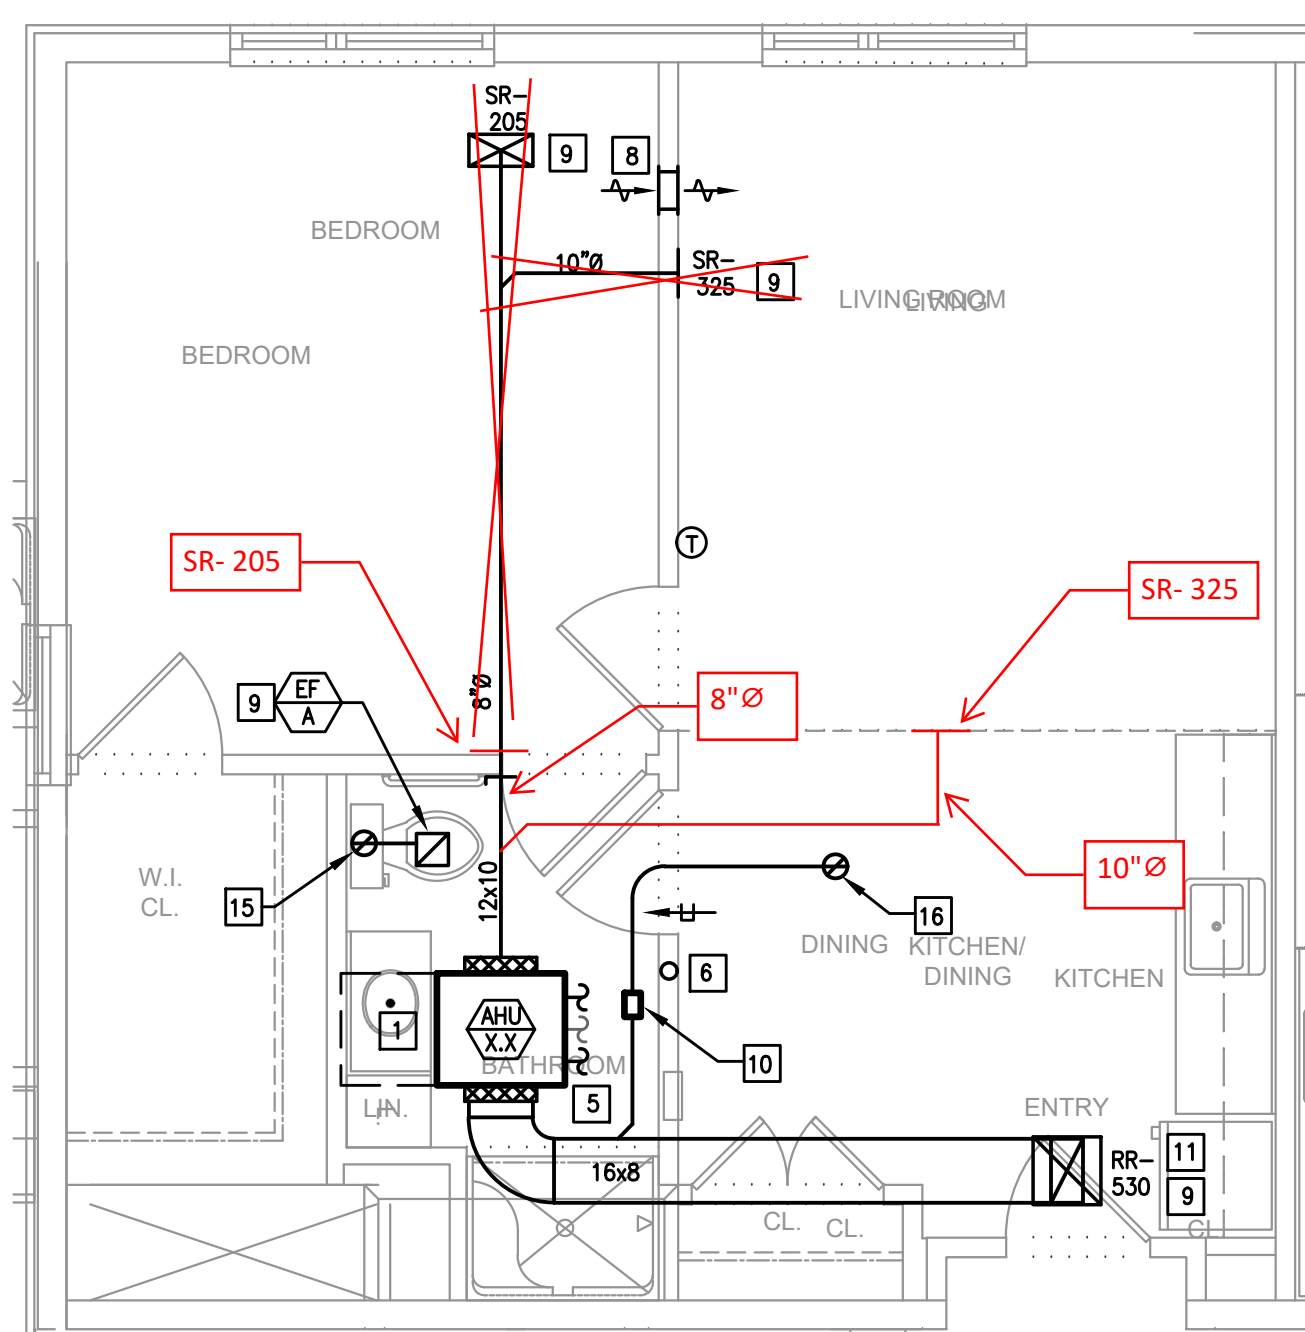 SR-
205
9
8
BEDROOM
10"Ø
SR-
325
9
LIVING ROOM
LIVING
BEDROOM
T
SR- 205
SR- 325
8"Ø
9
EF
A
8"Ø
10"Ø
W.I.
CL.
15
12x10
16
DINING
KITCHEN/
DINING
KITCHEN
6
1
AHU
X.X
BATHROOM
10
LIN.
5
ENTRY
16x8
RR-
530
11
9
CL.
CL.
CL